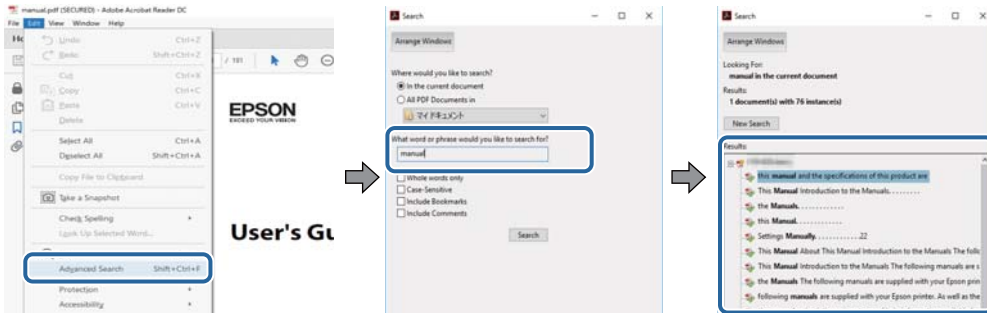 manual.pdf (SECURED) - Adobe Acrobat Reader DC
File Edit View Window Help
Undo Ctrl+Z
Redo Shift+Ctrl+Z
Cut Ctrl+X
Copy Ctrl+C
Paste Ctrl+V
Delete
Select All Ctrl+A
Deselect All Shift+Ctrl+A
Copy File to Clipboard
Take a Snapshot
Check Spelling
Look Up Selected Word...
Advanced Search Shift+Ctrl+F
Protection
Accessibility
/ 181
EPSON
EXCEED YOUR VISION
User's Gu
Search
Arrange Windows
Where would you like to search?
In the current document
All PDF Documents in
マイ ドキュメント
What word or phrase would you like to search for?
manual
Whole words only
Case-Sensitive
Include Bookmarks
Include Comments
Search
Search
Arrange Windows
Looking For:
manual in the current document
Results:
1 document(s) with 76 instance(s)
New Search
Results:
this manual and the specifications of this product are
This Manual Introduction to the Manuals. . . . . . . . .
the Manuals. . . . . . . . . . . . .
this Manual. . . . . . . . . . . . .
Settings Manually. . . . . . . . . . . . .22
This Manual About This Manual Introduction to the Manuals The follo
This Manual Introduction to the Manuals The following manuals are s
the Manuals The following manuals are supplied with your Epson prin
following manuals are supplied with your Epson printer. As well as the